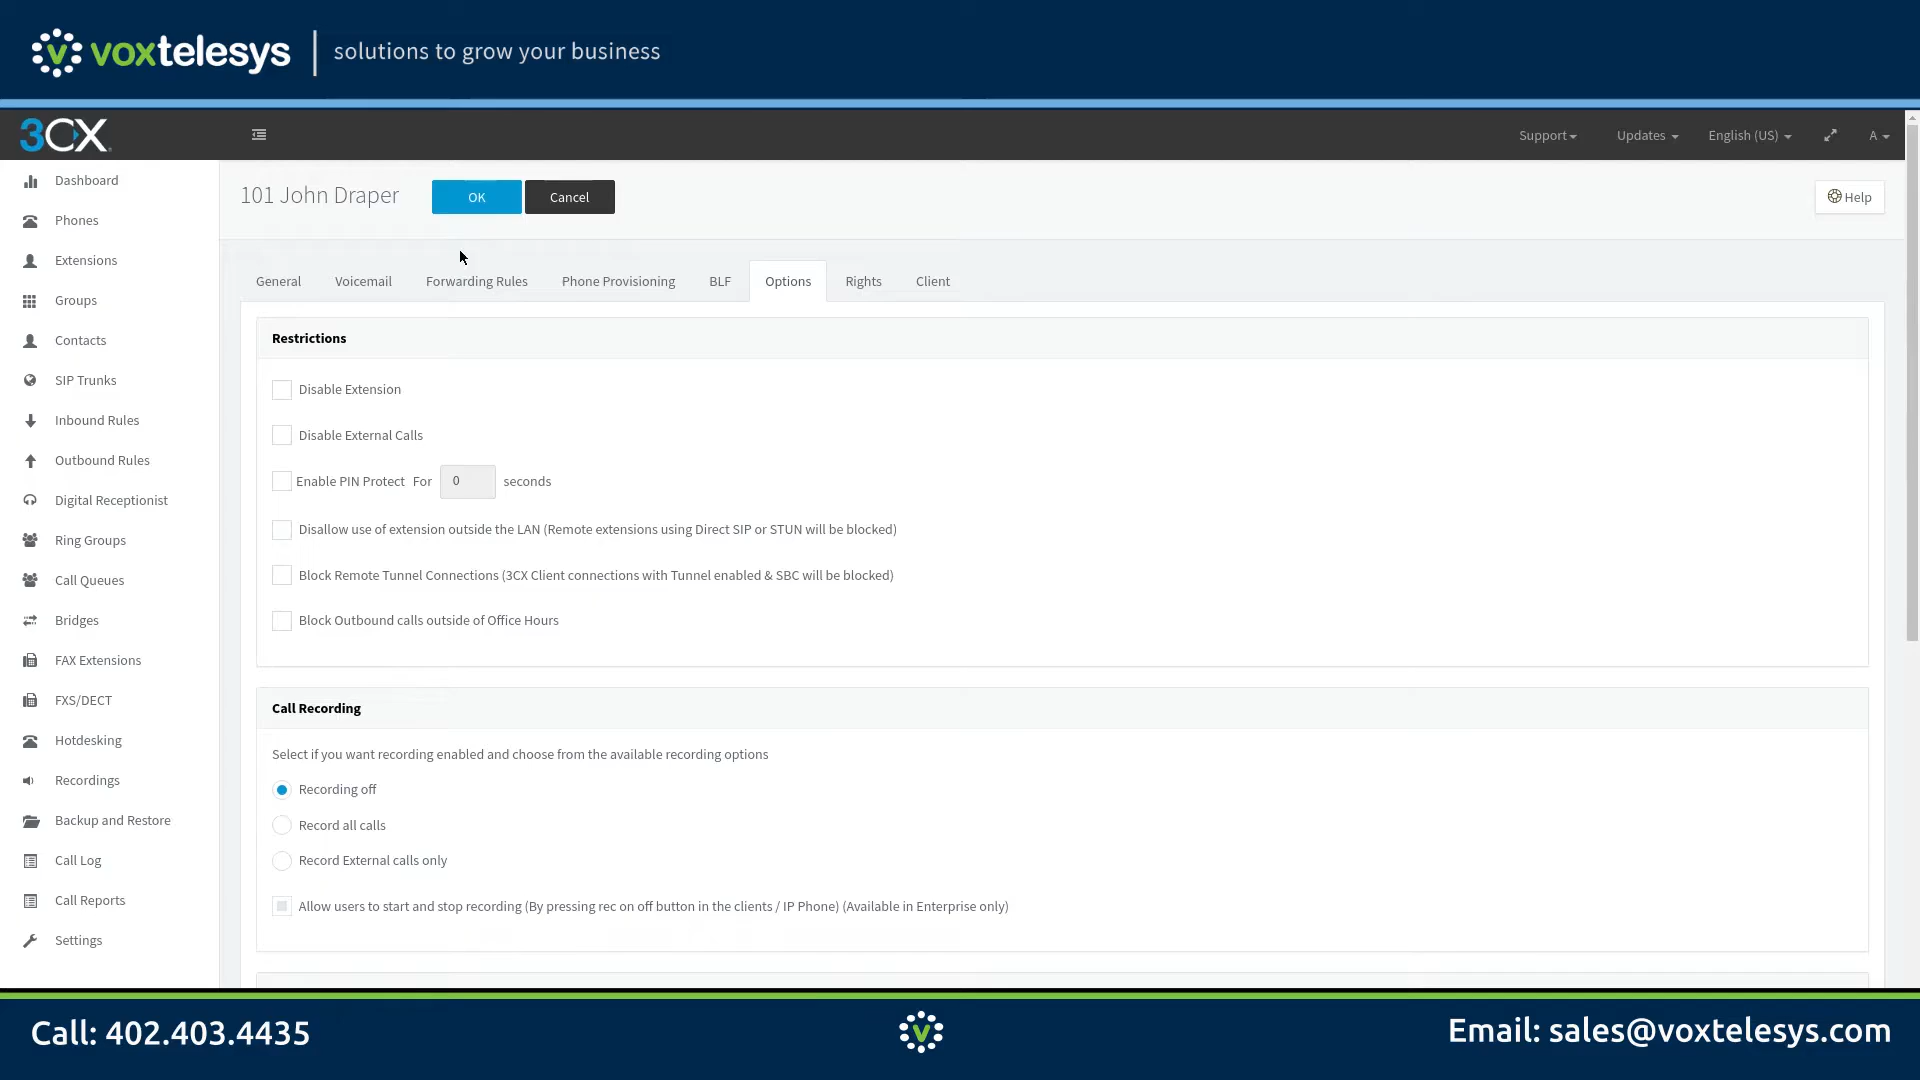 voxtelesys | solutions to grow your business
3CX
Support
Updates
English (US)
A
Dashboard
Phones
Extensions
Groups
Contacts
SIP Trunks
Inbound Rules
Outbound Rules
Digital Receptionist
Ring Groups
Call Queues
Bridges
FAX Extensions
FXS/DECT
Hotdesking
Recordings
Backup and Restore
Call Log
Call Reports
Settings
101 John Draper
OK
Cancel
Help
General
Voicemail
Forwarding Rules
Phone Provisioning
BLF
Options
Rights
Client
Restrictions
Disable Extension
Disable External Calls
Enable PIN Protect For 0 seconds
Disallow use of extension outside the LAN (Remote extensions using Direct SIP or STUN will be blocked)
Block Remote Tunnel Connections (3CX Client connections with Tunnel enabled & SBC will be blocked)
Block Outbound calls outside of Office Hours
Call Recording
Select if you want recording enabled and choose from the available recording options
Recording off
Record all calls
Record External calls only
Allow users to start and stop recording (By pressing rec on off button in the clients / IP Phone) (Available in Enterprise only)
Call: 402.403.4435
v
Email: sales@voxtelesys.com